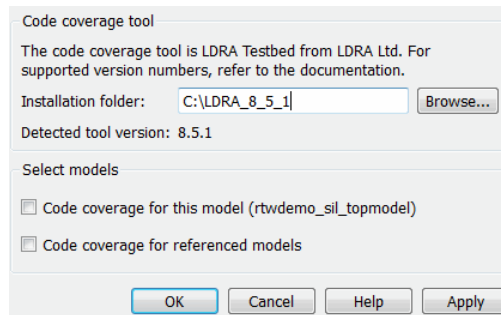 Code coverage tool
The code coverage tool is LDRA Testbed from LDRA Ltd. For
supported version numbers, refer to the documentation.
Installation folder: C:\LDRA_8_5_1 Browse...
Detected tool version: 8.5.1
Select models
Code coverage for this model (rtwdemo_sil_topmodel)
Code coverage for referenced models
OK Cancel Help Apply